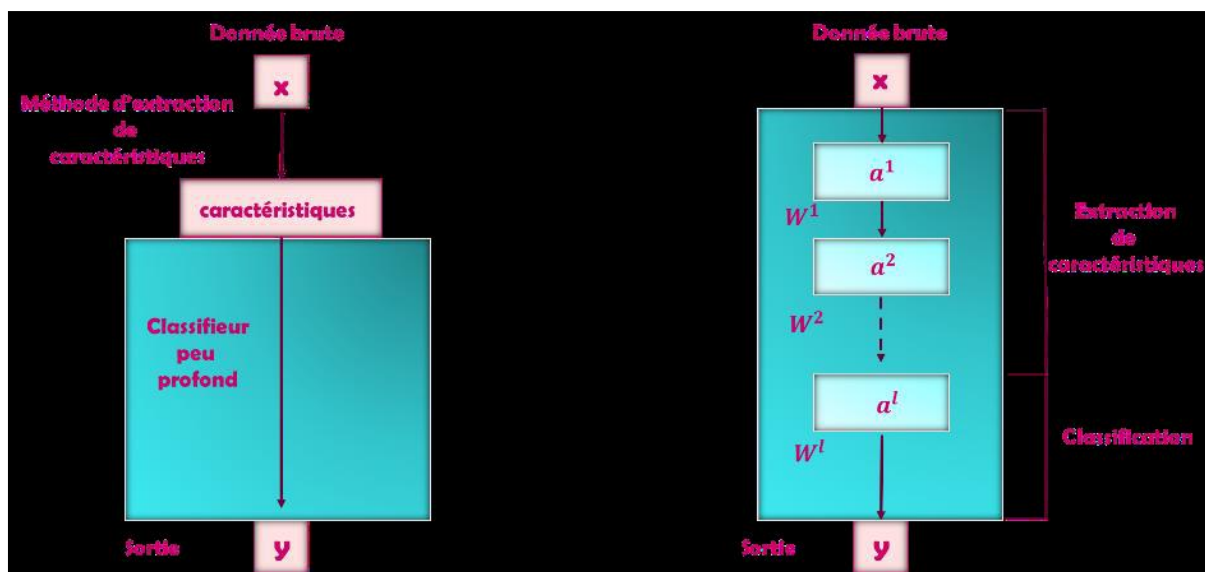 Donnée brute
x
Méthode d'extraction
de
caractéristiques
caractéristiques
Classifieur
peu
profond
Sortie
y
Donnée brute
x
a¹
W¹
a²
W²
aˡ
Wˡ
Extraction
de
caractéristiques
Classification
Sortie
y